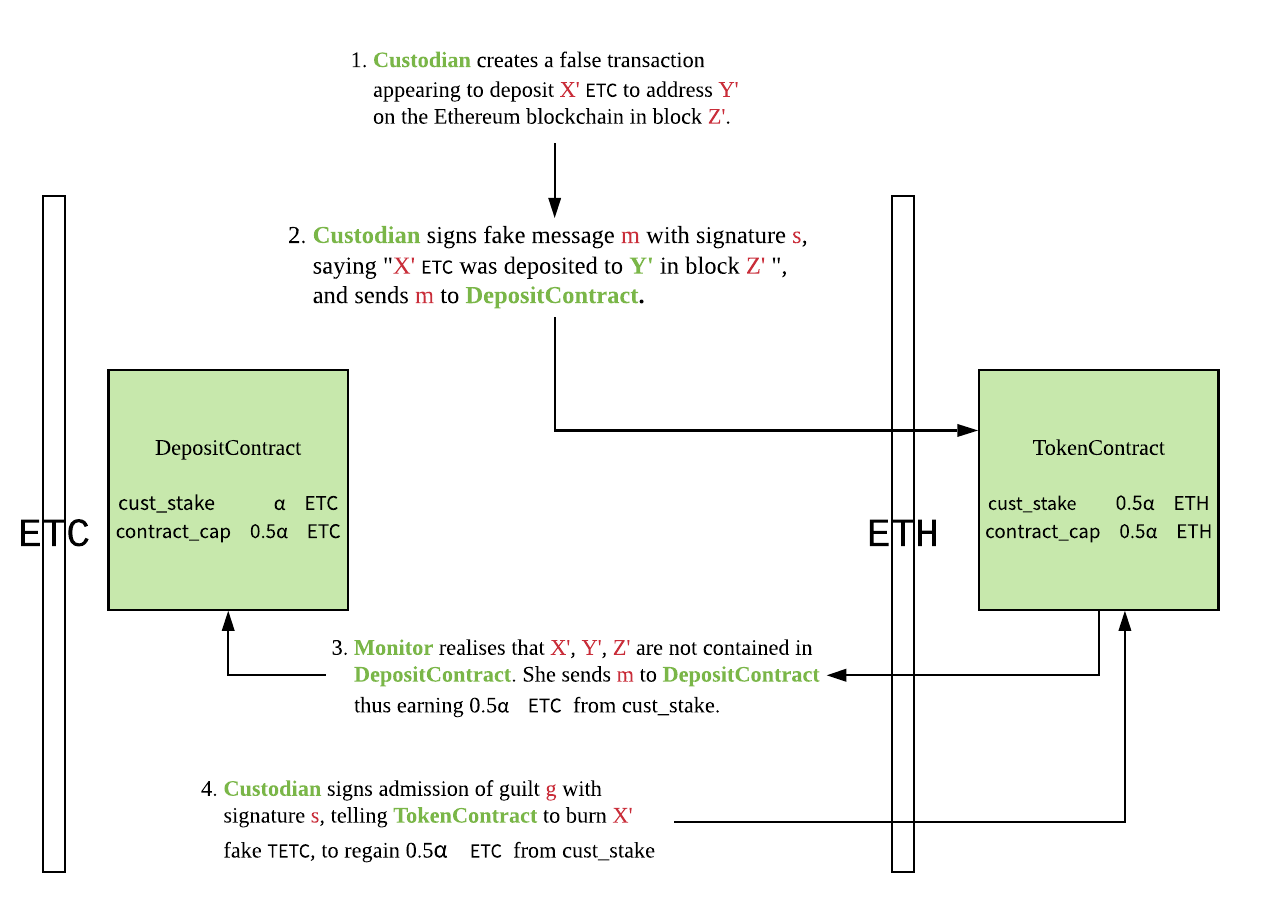 1. Custodian creates a false transaction
appearing to deposit X' ETC to address Y'
on the Ethereum blockchain in block Z'.
2. Custodian signs fake message m with signature s,
saying "X' ETC was deposited to Y' in block Z' ",
and sends m to DepositContract.
DepositContract
cust_stake α ETC
contract_cap 0.5α ETC
ETC
TokenContract
cust_stake 0.5α ETH
contract_cap 0.5α ETH
ETH
3. Monitor realises that X', Y', Z' are not contained in
DepositContract. She sends m to DepositContract
thus earning 0.5α ETC from cust_stake.
4. Custodian signs admission of guilt g with
signature s, telling TokenContract to burn X'
fake TETC, to regain 0.5α ETC from cust_stake